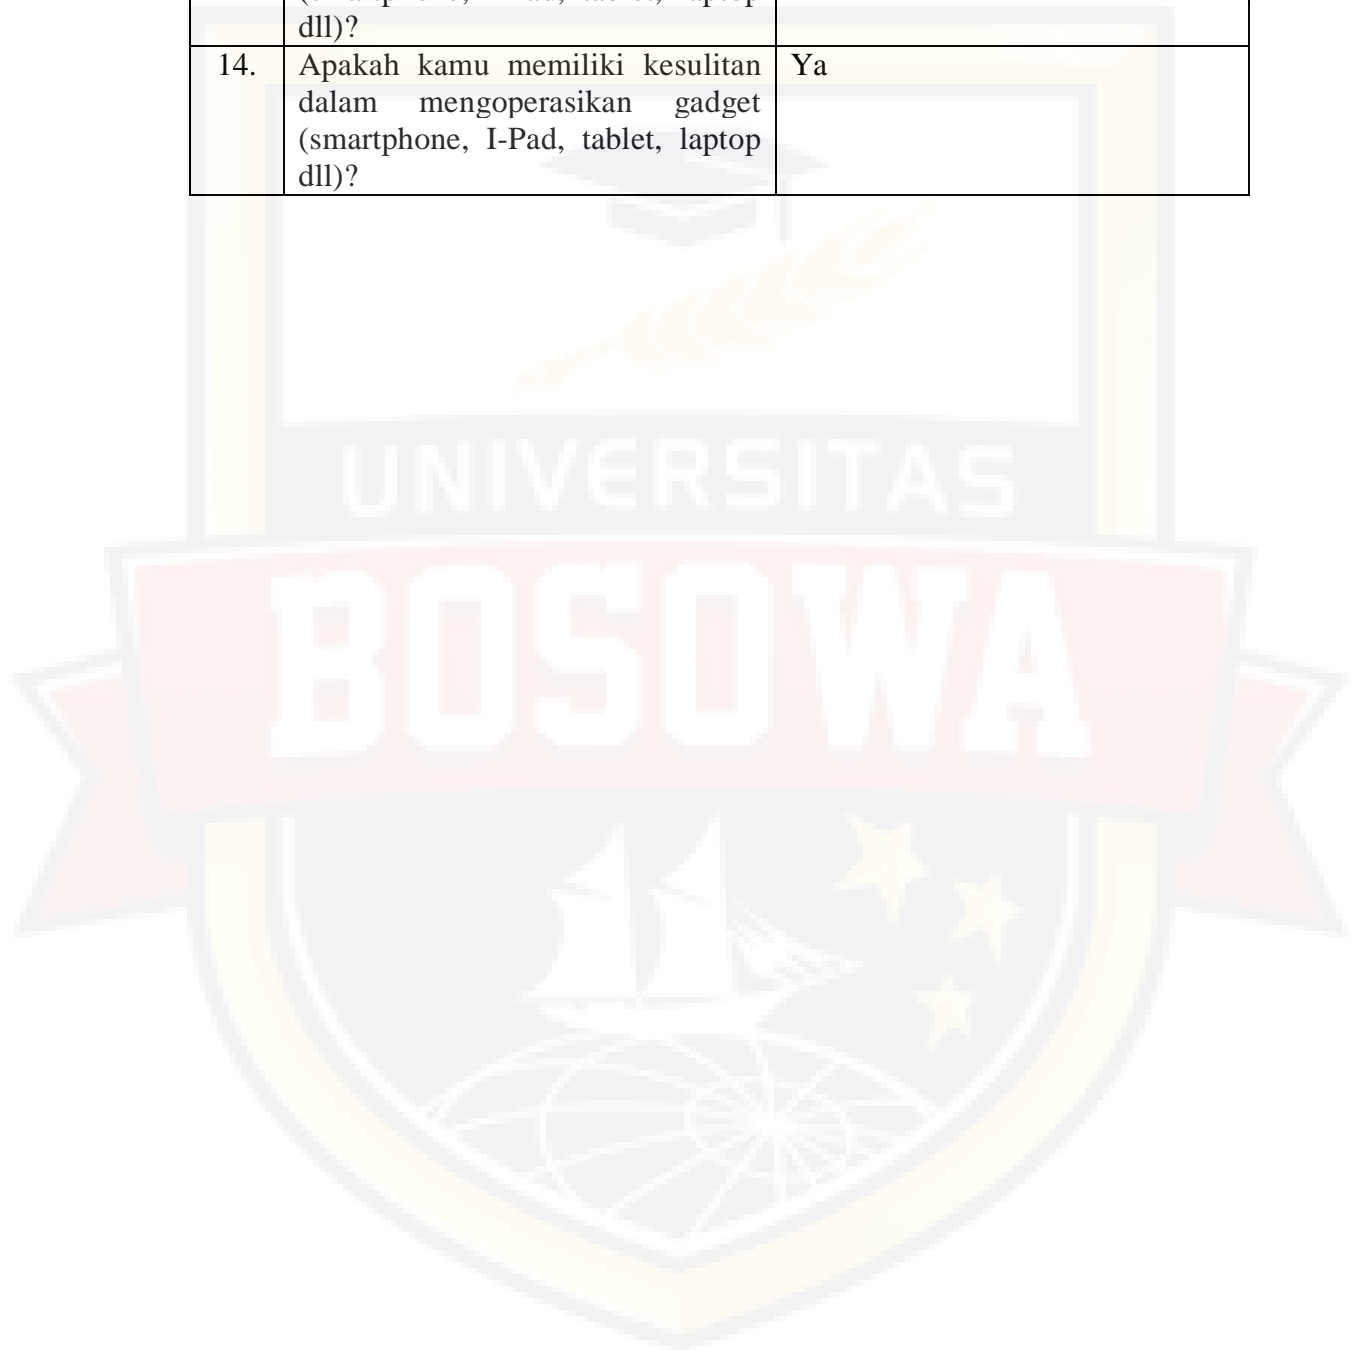 dll)?
14. Apakah kamu memiliki kesulitan Ya
dalam mengoperasikan gadget
(smartphone, I-Pad, tablet, laptop
dll)?
UNIVERSITAS
BOSOWA